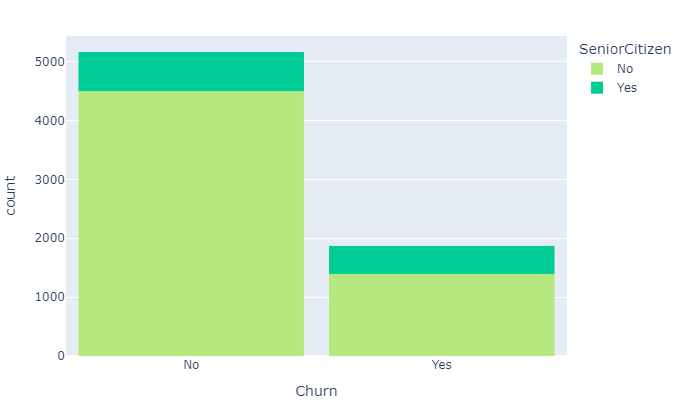 SeniorCitizen
No
Yes
5000
4000
3000
2000
1000
0
count
No Yes
Churn